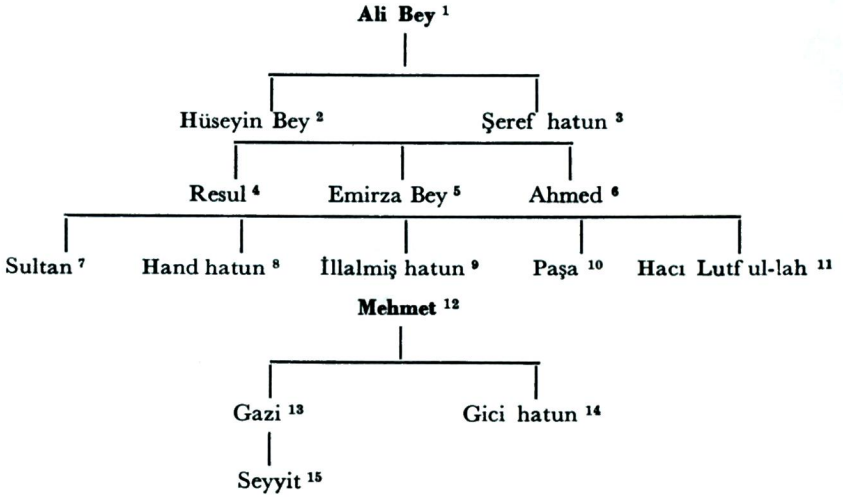 Ali Bey ¹
Hüseyin Bey ² Şeref hatun ³
Resul ⁴ Emirza Bey ⁵ Ahmed ⁶
Sultan ⁷ Hand hatun ⁸ İllalmiş hatun ⁹ Paşa ¹⁰ Hacı Lutf ul-lah ¹¹
Mehmet ¹²
Gazi ¹³ Gici hatun ¹⁴
Seyyit ¹⁵